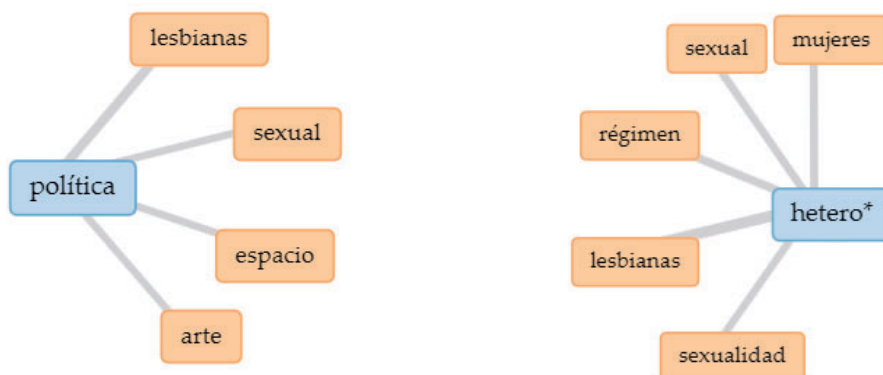 lesbianas
sexual
política
espacio
arte
sexual
mujeres
régimen
hetero*
lesbianas
sexualidad